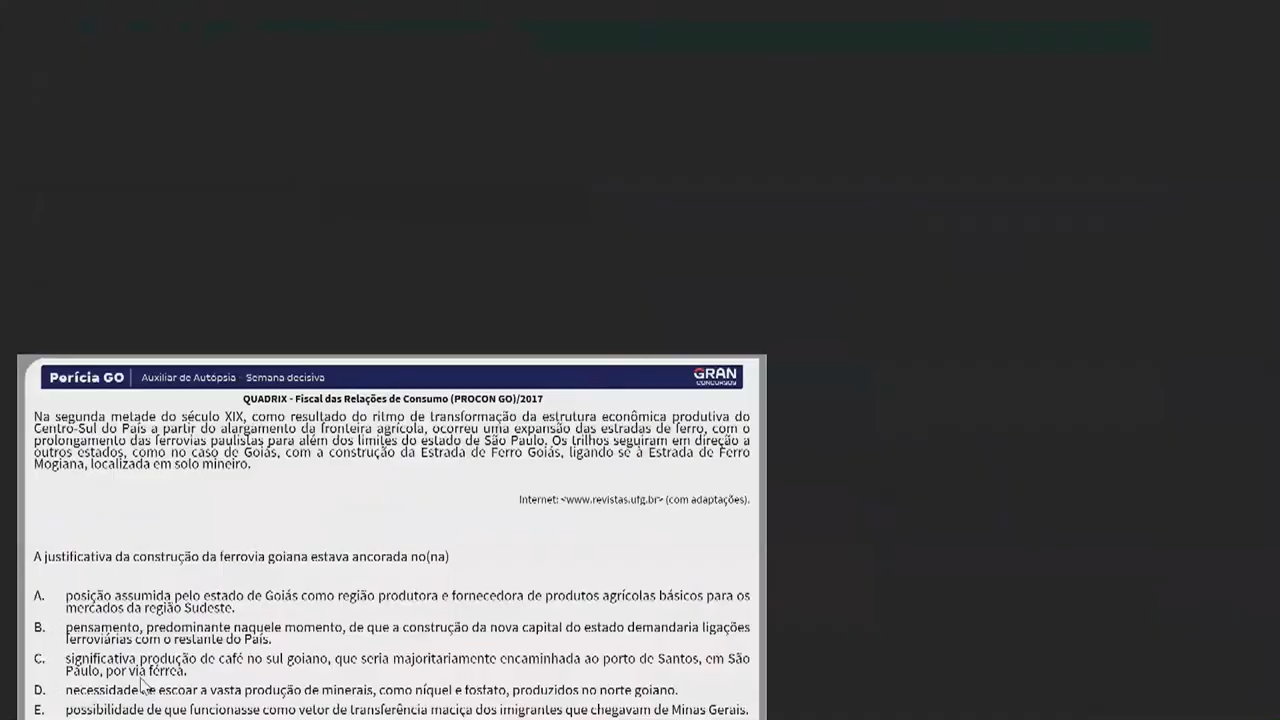 Perícia GO
Auxiliar de Autópsia – Semana decisiva
GRAN
CONCURSOS
QUADRIX - Fiscal das Relações de Consumo (PROCON GO)/2017
Na segunda metade do século XIX, como resultado do ritmo de transformação da estrutura econômica produtiva do
Centro-Sul do País a partir do alargamento da fronteira agrícola, ocorreu uma expansão das estradas de ferro, com o
prolongamento das ferrovias paulistas para além dos limites do estado de São Paulo. Os trilhos seguiram em direção a
outros estados, como no caso de Goiás, com a construção da Estrada de Ferro Goiás, ligando-se à Estrada de Ferro
Mogiana, localizada em solo mineiro.
Internet: <www.revistas.ufg.br> (com adaptações).
A justificativa da construção da ferrovia goiana estava ancorada no(na)
A. posição assumida pelo estado de Goiás como região produtora e fornecedora de produtos agrícolas básicos para os
mercados da região Sudeste.
B. pensamento, predominante naquele momento, de que a construção da nova capital do estado demandaria ligações
ferroviárias com o restante do País.
C. significativa produção de café no sul goiano, que seria majoritariamente encaminhada ao porto de Santos, em São
Paulo, por via férrea.
D. necessidade de escoar a vasta produção de minerais, como níquel e fosfato, produzidos no norte goiano.
E. possibilidade de que funcionasse como vetor de transferência maciça dos imigrantes que chegavam de Minas Gerais.